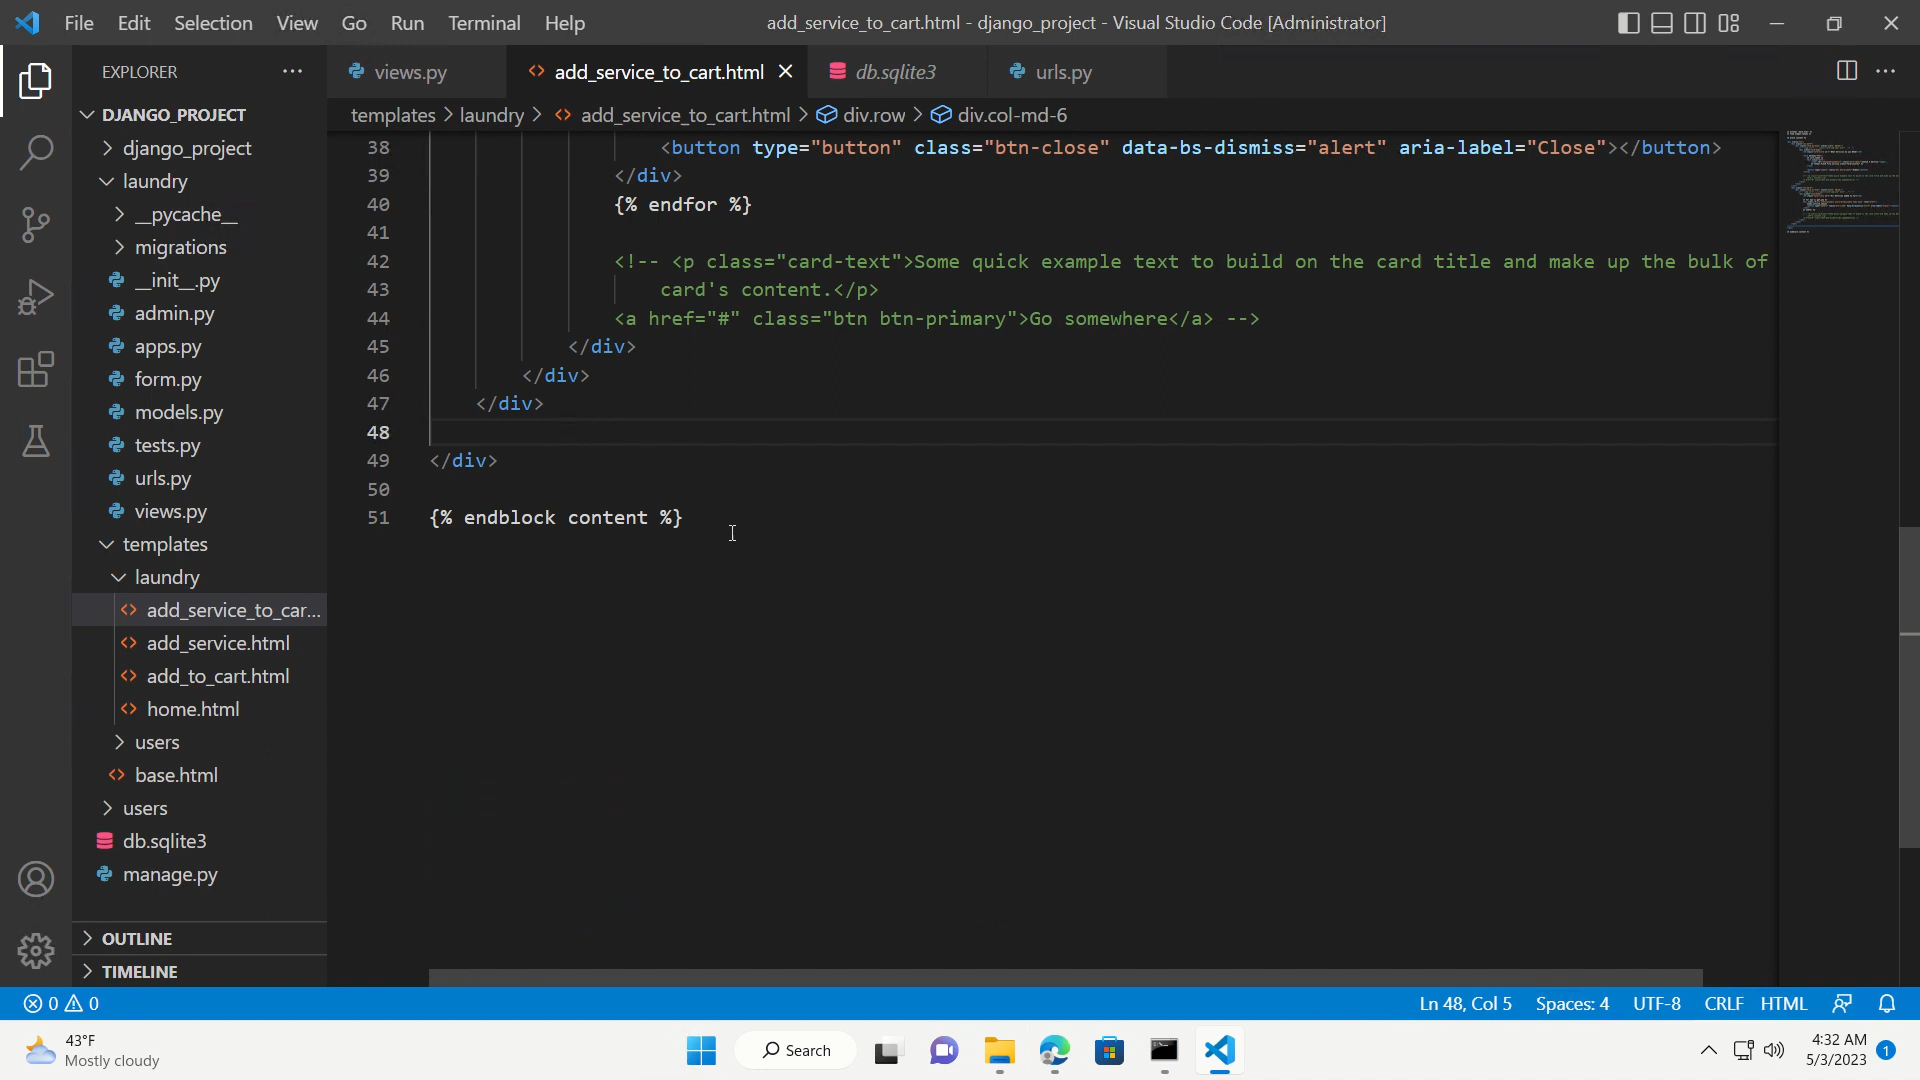 File Edit Selection View Go Run Terminal Help
add_service_to_cart.html - django_project - Visual Studio Code [Administrator]
EXPLORER
views.py
add_service_to_cart.html
db.sqlite3
urls.py
templates > laundry > add_service_to_cart.html > div.row > div.col-md-6
DJANGO_PROJECT
django_project
laundry
__pycache__
migrations
__init__.py
admin.py
apps.py
form.py
models.py
tests.py
urls.py
views.py
templates
laundry
add_service_to_car...
add_service.html
add_to_cart.html
home.html
users
base.html
users
db.sqlite3
manage.py
OUTLINE
TIMELINE
38 <button type="button" class="btn-close" data-bs-dismiss="alert" aria-label="Close"></button>
39 </div>
40 {% endfor %}
41
42 <!-- <p class="card-text">Some quick example text to build on the card title and make up the bulk of
43 card's content.</p>
44 <a href="#" class="btn btn-primary">Go somewhere</a> -->
45 </div>
46 </div>
47 </div>
48
49 </div>
50
51 {% endblock content %}
0 0
Ln 48, Col 5 Spaces: 4 UTF-8 CRLF HTML
43°F
Mostly cloudy
Search
4:32 AM
5/3/2023
1